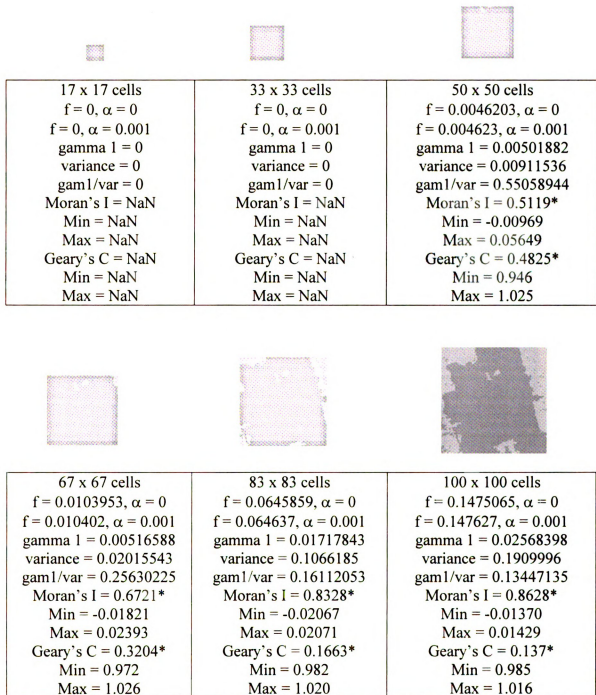 17 x 17 cells
f = 0, α = 0
f = 0, α = 0.001
gamma 1 = 0
variance = 0
gam1/var = 0
Moran's I = NaN
Min = NaN
Max = NaN
Geary's C = NaN
Min = NaN
Max = NaN
33 x 33 cells
f = 0, α = 0
f = 0, α = 0.001
gamma 1 = 0
variance = 0
gam1/var = 0
Moran's I = NaN
Min = NaN
Max = NaN
Geary's C = NaN
Min = NaN
Max = NaN
50 x 50 cells
f = 0.0046203, α = 0
f = 0.004623, α = 0.001
gamma 1 = 0.00501882
variance = 0.00911536
gam1/var = 0.55058944
Moran's I = 0.5119*
Min = -0.00969
Max = 0.05649
Geary's C = 0.4825*
Min = 0.946
Max = 1.025
67 x 67 cells
f = 0.0103953, α = 0
f = 0.010402, α = 0.001
gamma 1 = 0.00516588
variance = 0.02015543
gam1/var = 0.25630225
Moran's I = 0.6721*
Min = -0.01821
Max = 0.02393
Geary's C = 0.3204*
Min = 0.972
Max = 1.026
83 x 83 cells
f = 0.0645859, α = 0
f = 0.064637, α = 0.001
gamma 1 = 0.01717843
variance = 0.1066185
gam1/var = 0.16112053
Moran's I = 0.8328*
Min = -0.02067
Max = 0.02071
Geary's C = 0.1663*
Min = 0.982
Max = 1.020
100 x 100 cells
f = 0.1475065, α = 0
f = 0.147627, α = 0.001
gamma 1 = 0.02568398
variance = 0.1909996
gam1/var = 0.13447135
Moran's I = 0.8628*
Min = -0.01370
Max = 0.01429
Geary's C = 0.137*
Min = 0.985
Max = 1.016